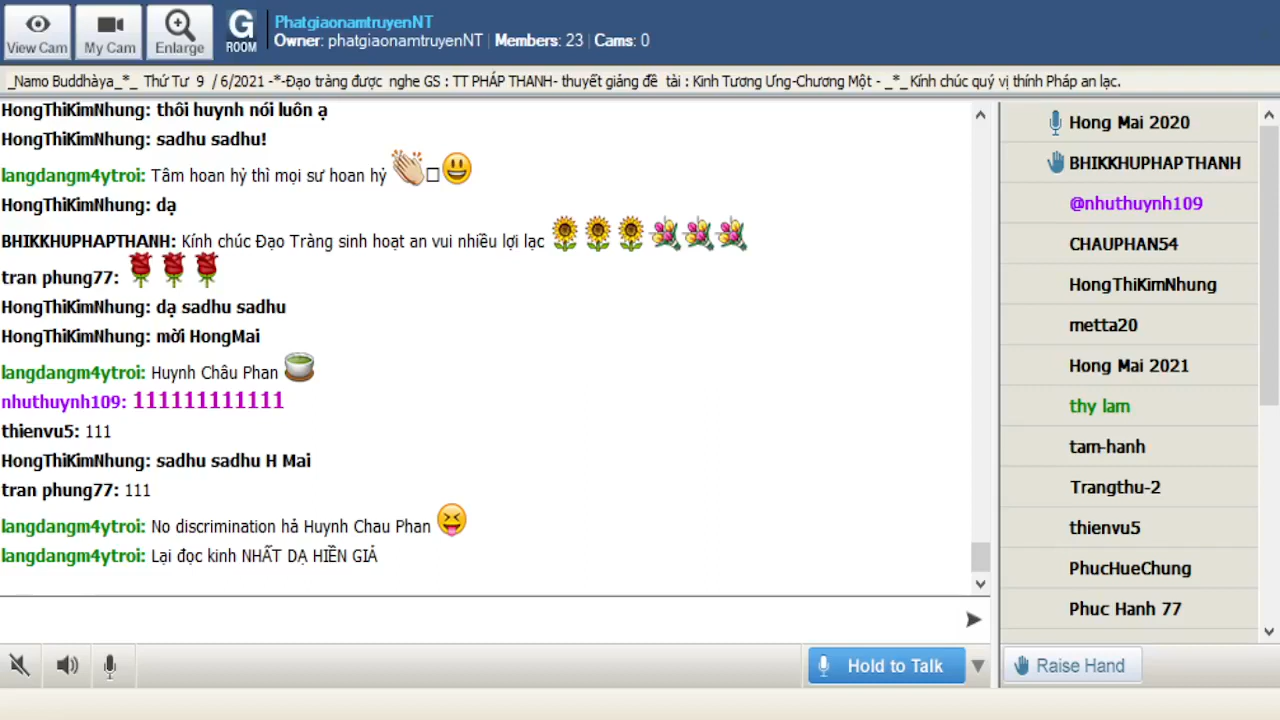 View Cam
My Cam
Enlarge
G
ROOM
PhatgiaonamtruyenNT
Owner: phatgiaonamtruyenNT | Members: 23 | Cams: 0
_Namo Buddhàya_*_ Thứ Tư 9 / 6/2021 -*-Đạo tràng được nghe GS : TT PHÁP THANH- thuyết giảng đề tài : Kinh Tương Ưng-Chương Một - _*_Kính chúc quý vị thính Pháp an lạc.
HongThiKimNhung: thôi huynh nói luôn ạ
HongThiKimNhung: sadhu sadhu!
langdangm4ytroi: Tâm hoan hỷ thì mọi sư hoan hỷ
HongThiKimNhung: dạ
BHIKKHUPHAPTHANH: Kính chúc Đạo Tràng sinh hoạt an vui nhiều lợi lạc
tran phung77:
HongThiKimNhung: dạ sadhu sadhu
HongThiKimNhung: mời HongMai
langdangm4ytroi: Huynh Châu Phan
nhuthuynh109: 111111111111
thienvu5: 111
HongThiKimNhung: sadhu sadhu H Mai
tran phung77: 111
langdangm4ytroi: No discrimination hả Huynh Chau Phan
langdangm4ytroi: Lại đọc kinh NHẤT DẠ HIỀN GIẢ
Hold to Talk
Hong Mai 2020
BHIKKHUPHAPTHANH
@nhuthuynh109
CHAUPHAN54
HongThiKimNhung
metta20
Hong Mai 2021
thy lam
tam-hanh
Trangthu-2
thienvu5
PhucHueChung
Phuc Hanh 77
Raise Hand